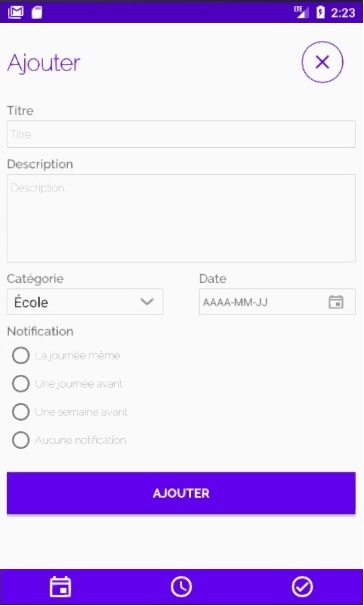 LTE 2:23
Ajouter
Titre
Titre...
Description
Description...
Catégorie Date
École AAAA-MM-JJ
Notification
La journée même
Une journée avant
Une semaine avant
Aucune notification
AJOUTER